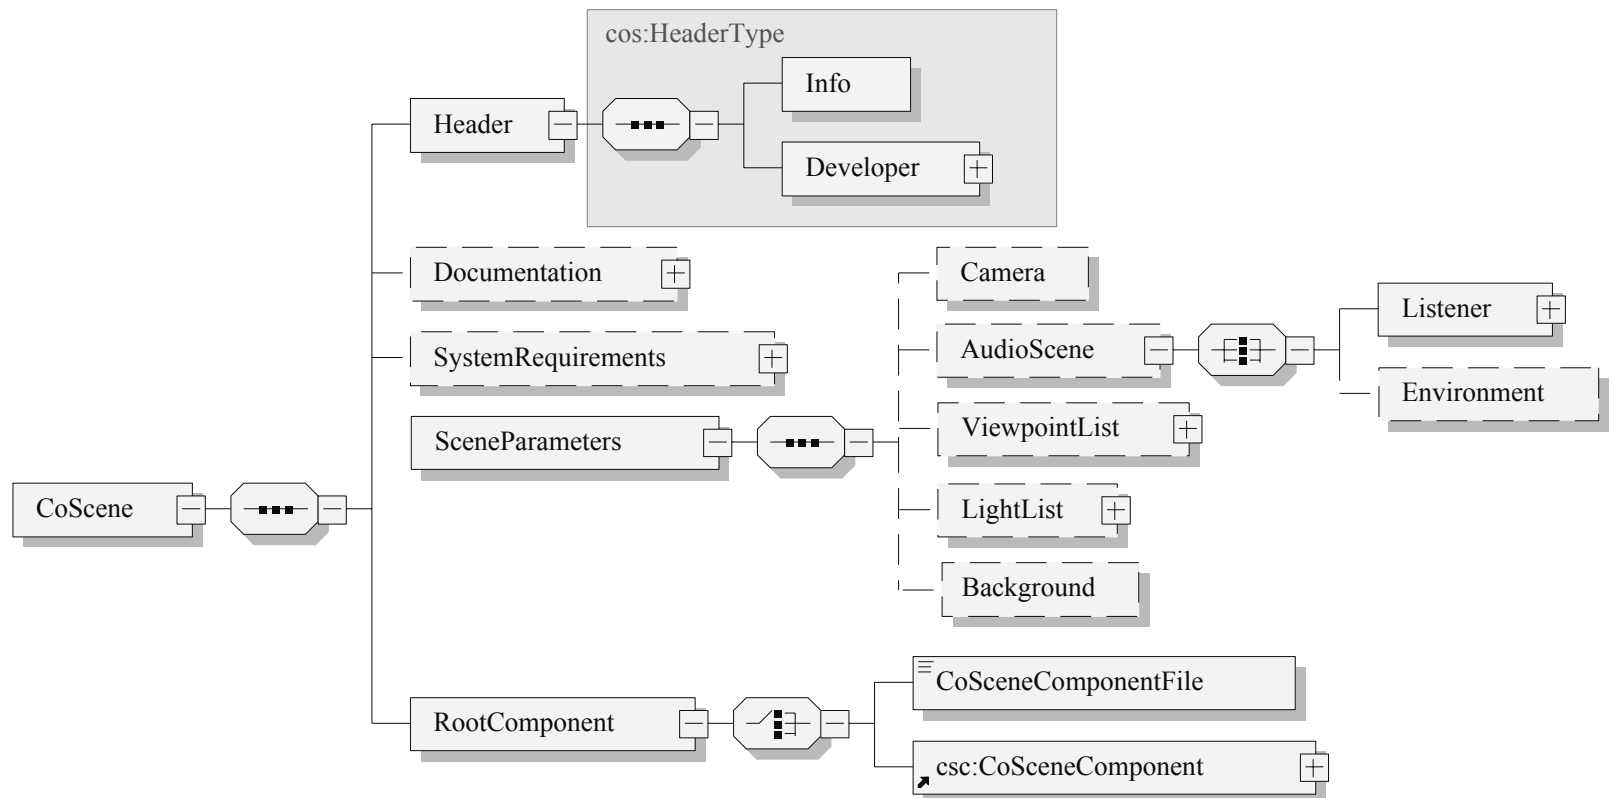 cos:HeaderType
Info
Header
Developer
Documentation
Camera
Listener
SystemRequirements
AudioScene
Environment
SceneParameters
ViewpointList
CoScene
LightList
Background
CoSceneComponentFile
RootComponent
csc:CoSceneComponent